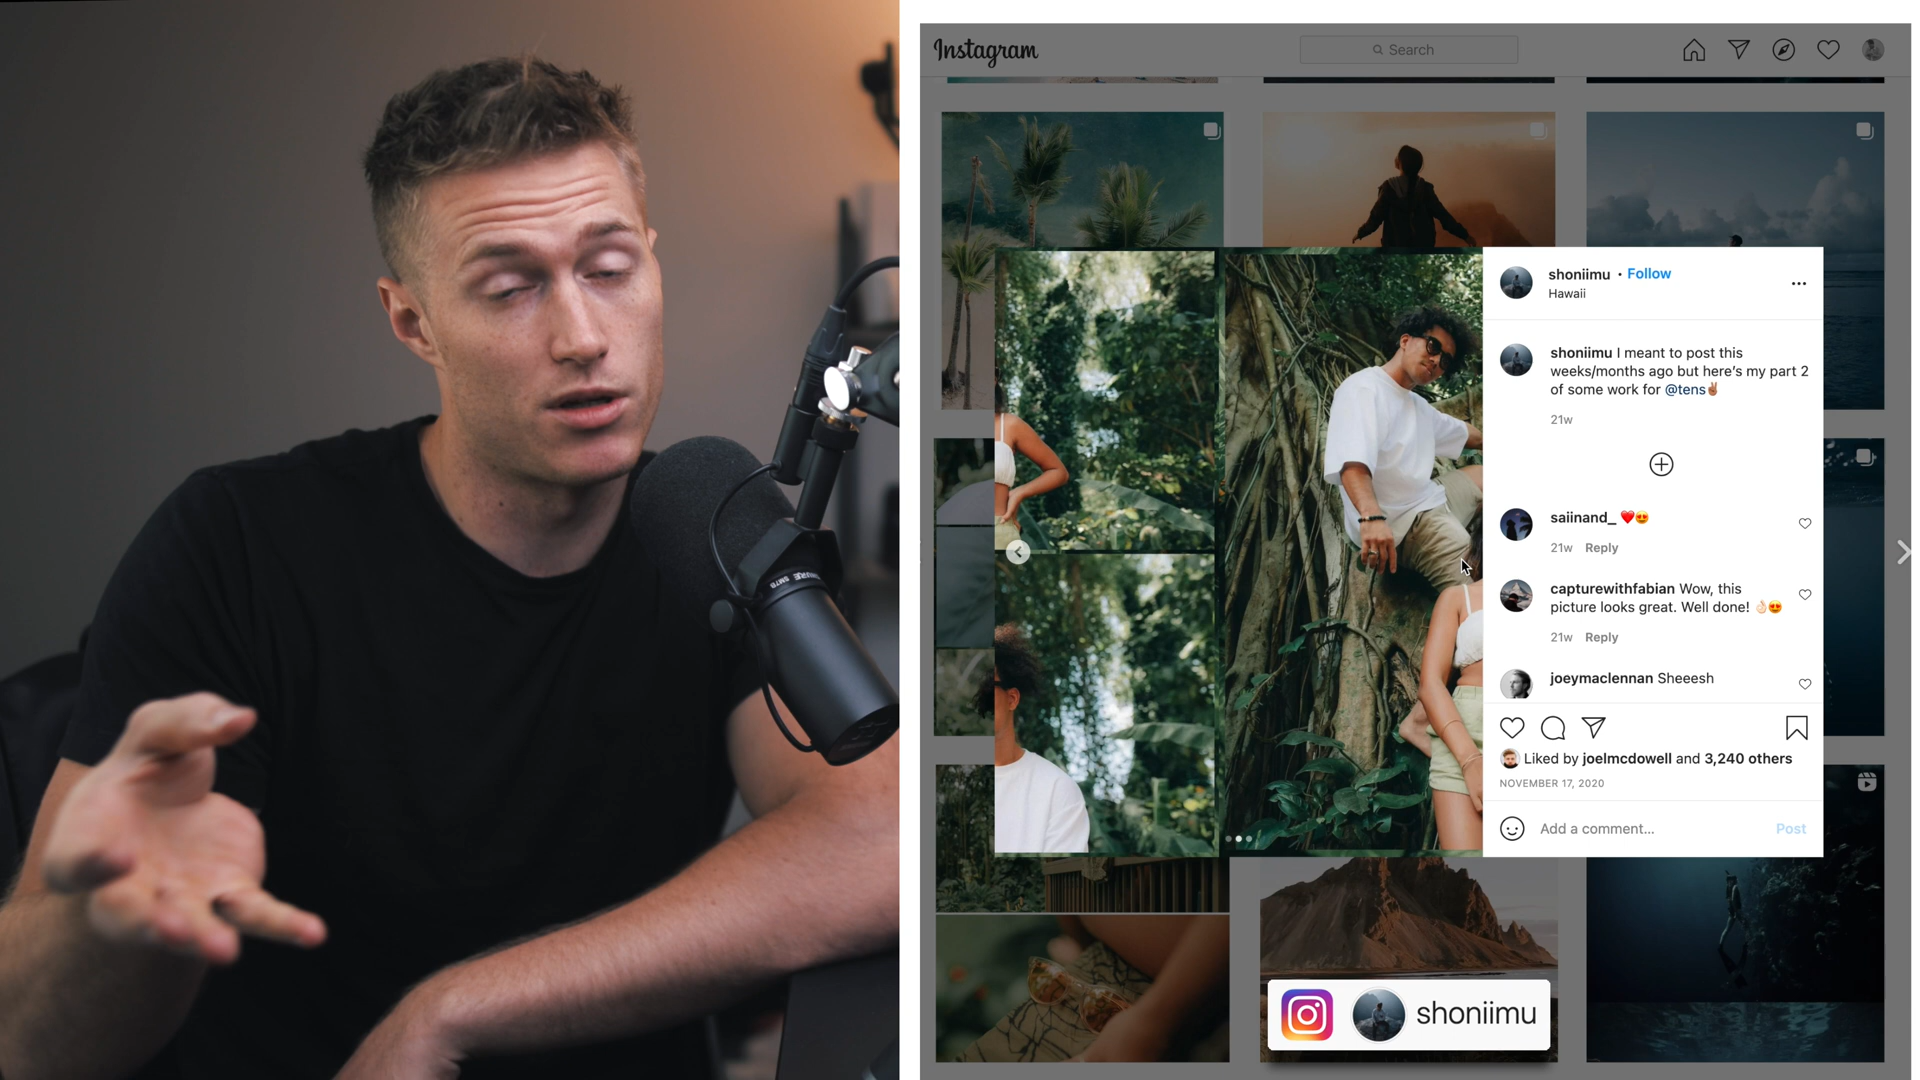 Instagram
Search
shoniimu • Follow
Hawaii
shoniimu I meant to post this
weeks/months ago but here's my part 2
of some work for @tens✌🏽
21w
saiinand_ ❤️😍
21w Reply
capturewithfabian Wow, this
picture looks great. Well done! 👌🏻😍
21w Reply
joeymaclennan Sheeesh
Liked by joelmcdowell and 3,240 others
NOVEMBER 17, 2020
Add a comment...
Post
shoniimu
SHURE
SM7B